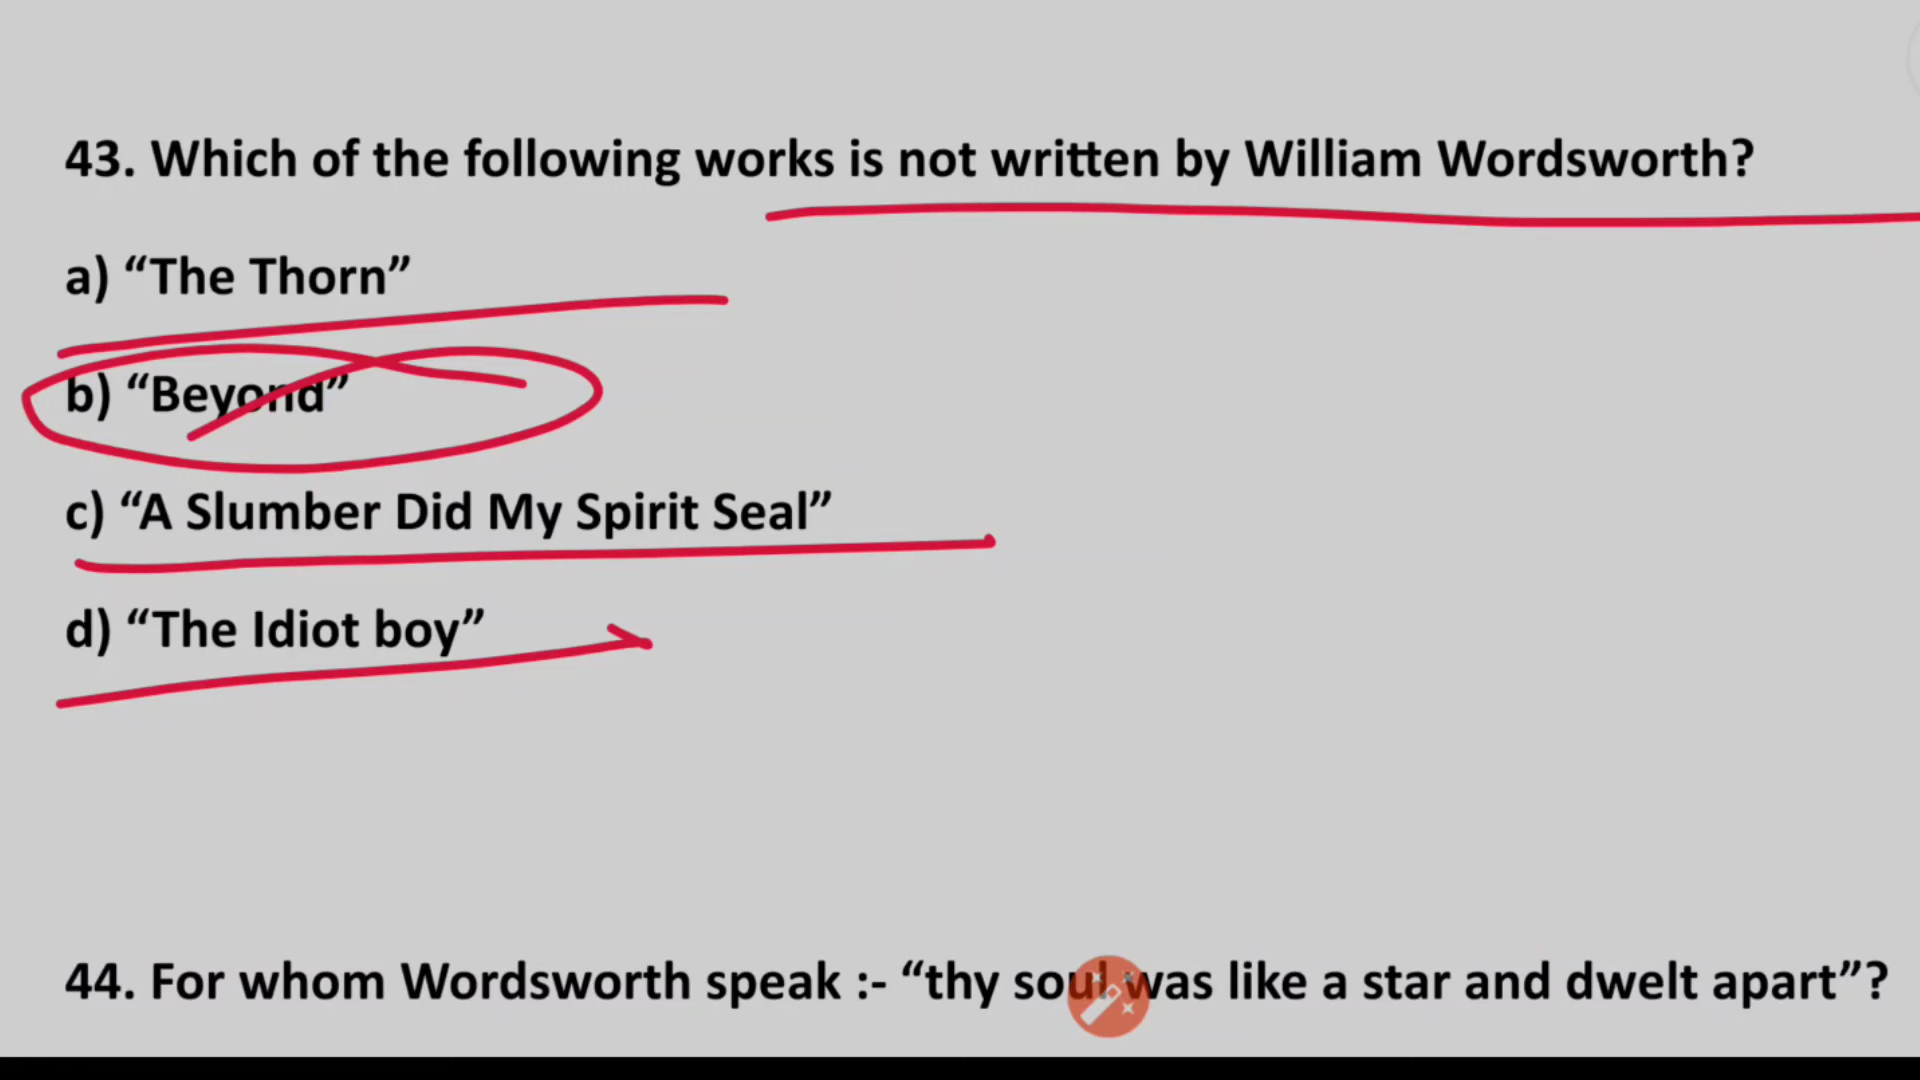 43. Which of the following works is not written by William Wordsworth?
a) “The Thorn”
b) “Beyond”
c) “A Slumber Did My Spirit Seal”
d) “The Idiot boy”
44. For whom Wordsworth speak :- “thy soul was like a star and dwelt apart”?